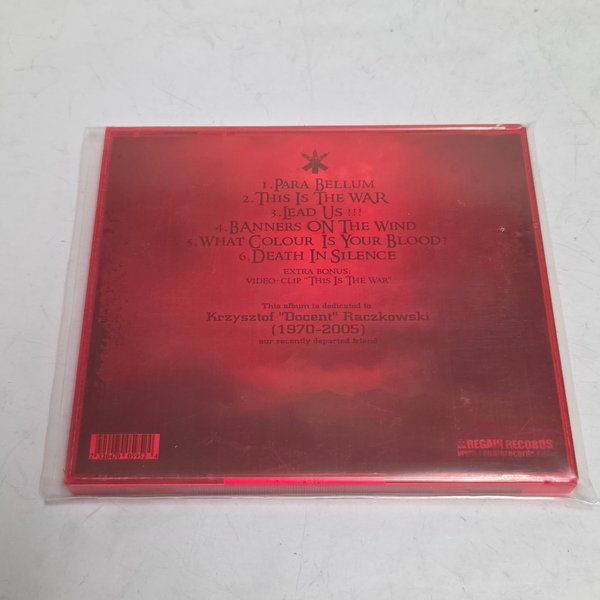 1.Para Bellum
2.This Is The War
3.Lead Us !!!
4.Banners On The Wind
5.What Colour Is Your Blood?
6.Death In Silence
Extra Bonus:
Video-Clip "This Is The War"
This album is dedicated to
Krzysztof "Docent" Raczkowski
(1970-2005)
our recently departed friend
REGAIN RECORDS